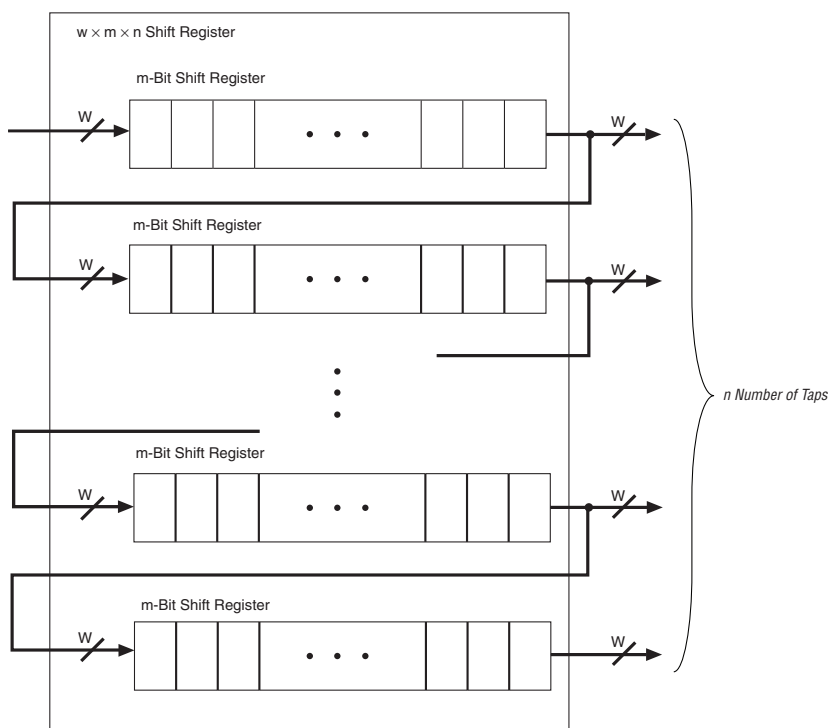 w × m × n Shift Register
m-Bit Shift Register
W
W
m-Bit Shift Register
W
W
n Number of Taps
m-Bit Shift Register
W
W
m-Bit Shift Register
W
W